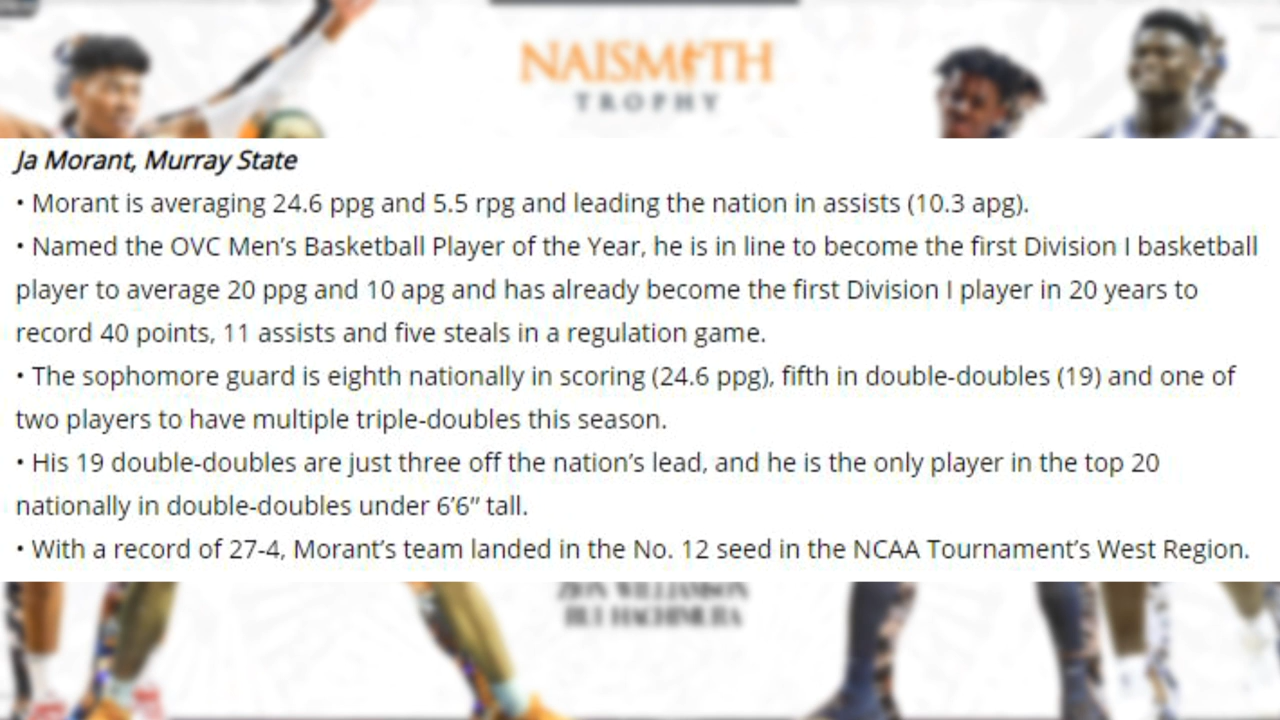 NAISMITH
TROPHY
Ja Morant, Murray State
• Morant is averaging 24.6 ppg and 5.5 rpg and leading the nation in assists (10.3 apg).
• Named the OVC Men’s Basketball Player of the Year, he is in line to become the first Division I basketball
player to average 20 ppg and 10 apg and has already become the first Division I player in 20 years to
record 40 points, 11 assists and five steals in a regulation game.
• The sophomore guard is eighth nationally in scoring (24.6 ppg), fifth in double-doubles (19) and one of
two players to have multiple triple-doubles this season.
• His 19 double-doubles are just three off the nation’s lead, and he is the only player in the top 20
nationally in double-doubles under 6’6” tall.
• With a record of 27-4, Morant’s team landed in the No. 12 seed in the NCAA Tournament’s West Region.
ZION WILLIAMSON
RUI HACHIMURA